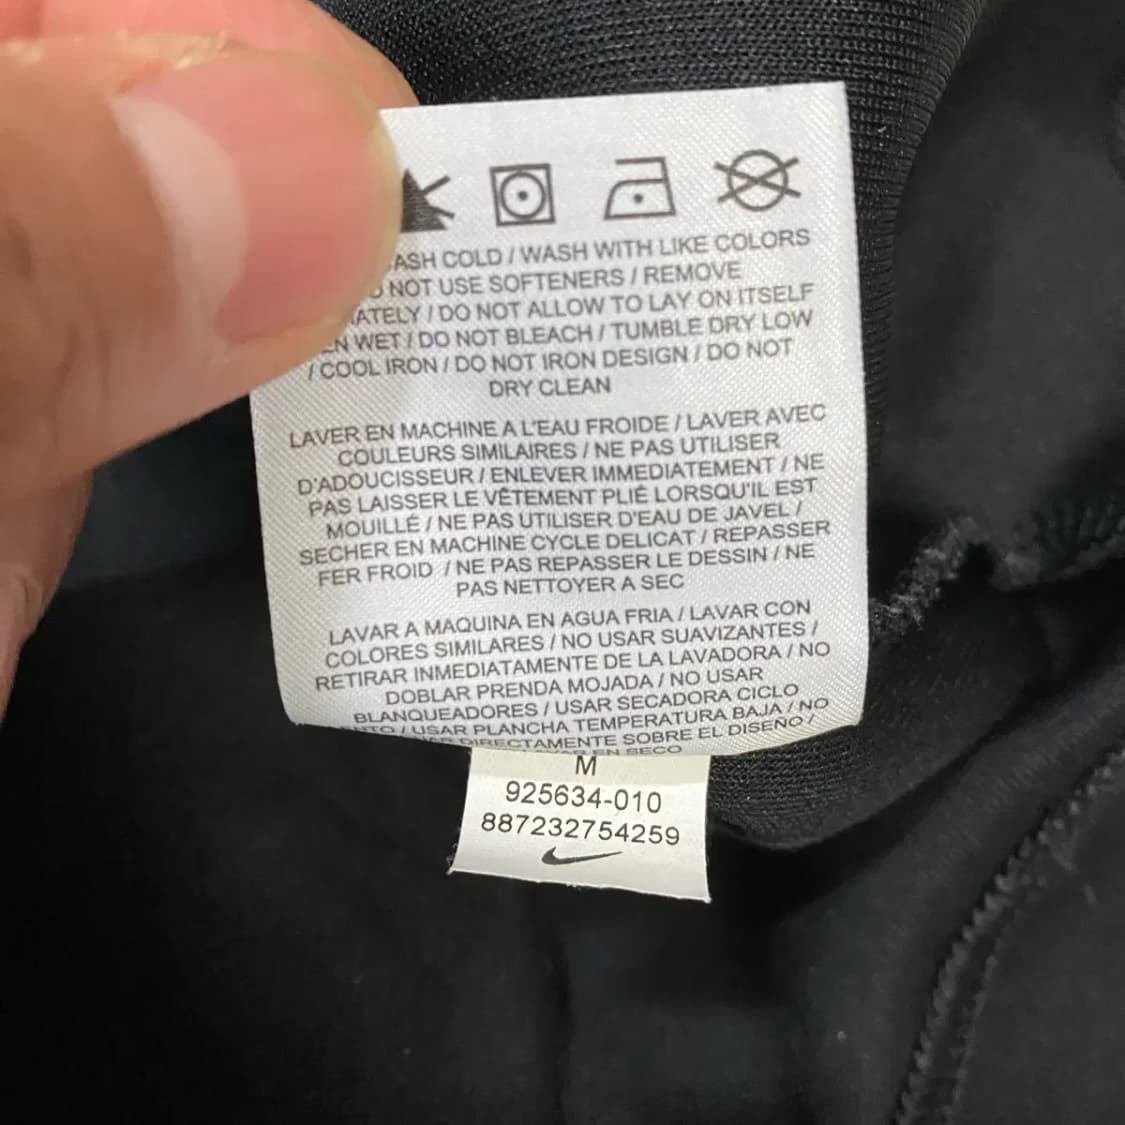 ASH COLD / WASH WITH LIKE COLORS
NOT USE SOFTENERS / REMOVE
ATELY / DO NOT ALLOW TO LAY ON ITSELF
N WET / DO NOT BLEACH / TUMBLE DRY LOW
/ COOL IRON / DO NOT IRON DESIGN / DO NOT
DRY CLEAN
LAVER EN MACHINE A L'EAU FROIDE / LAVER AVEC
COULEURS SIMILAIRES / NE PAS UTILISER
D'ADOUCISSEUR / ENLEVER IMMEDIATEMENT / NE
PAS LAISSER LE VÊTEMENT PLIÉ LORSQU'IL EST
MOUILLÉ / NE PAS UTILISER D'EAU DE JAVEL /
SECHER EN MACHINE CYCLE DELICAT / REPASSER
FER FROID / NE PAS REPASSER LE DESSIN / NE
PAS NETTOYER A SEC
LAVAR A MAQUINA EN AGUA FRIA / LAVAR CON
COLORES SIMILARES / NO USAR SUAVIZANTES /
RETIRAR INMEDIATAMENTE DE LA LAVADORA / NO
DOBLAR PRENDA MOJADA / NO USAR
BLANQUEADORES / USAR SECADORA CICLO
/ USAR PLANCHA TEMPERATURA BAJA / NO
DIRECTAMENTE SOBRE EL DISEÑO /
EN SECO
M
925634-010
887232754259